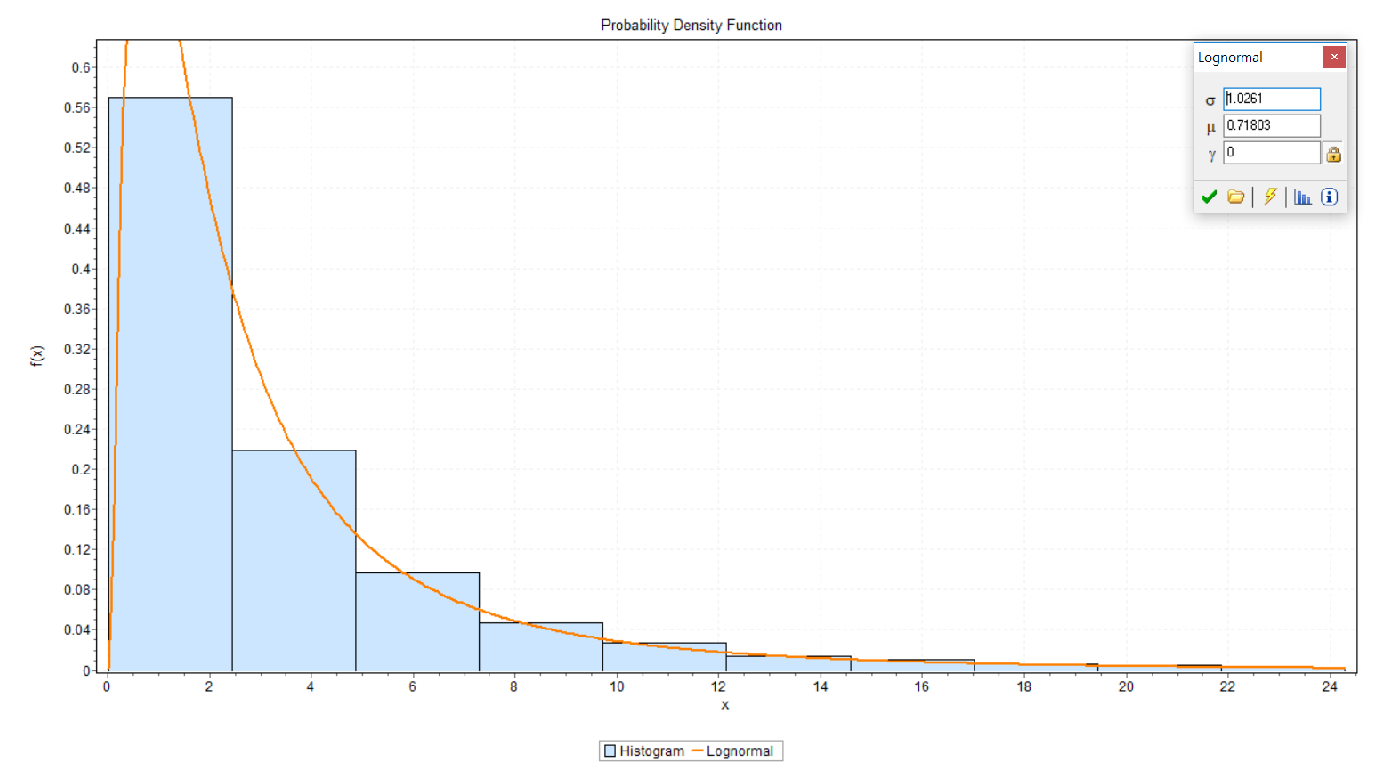 Probability Density Function
Lognormal
σ 1.0261
μ 0.71803
γ 0
f(x)
0.6
0.56
0.52
0.48
0.44
0.4
0.36
0.32
0.28
0.24
0.2
0.16
0.12
0.08
0.04
0
0 2 4 6 8 10 12 14 16 18 20 22 24
x
Histogram Lognormal